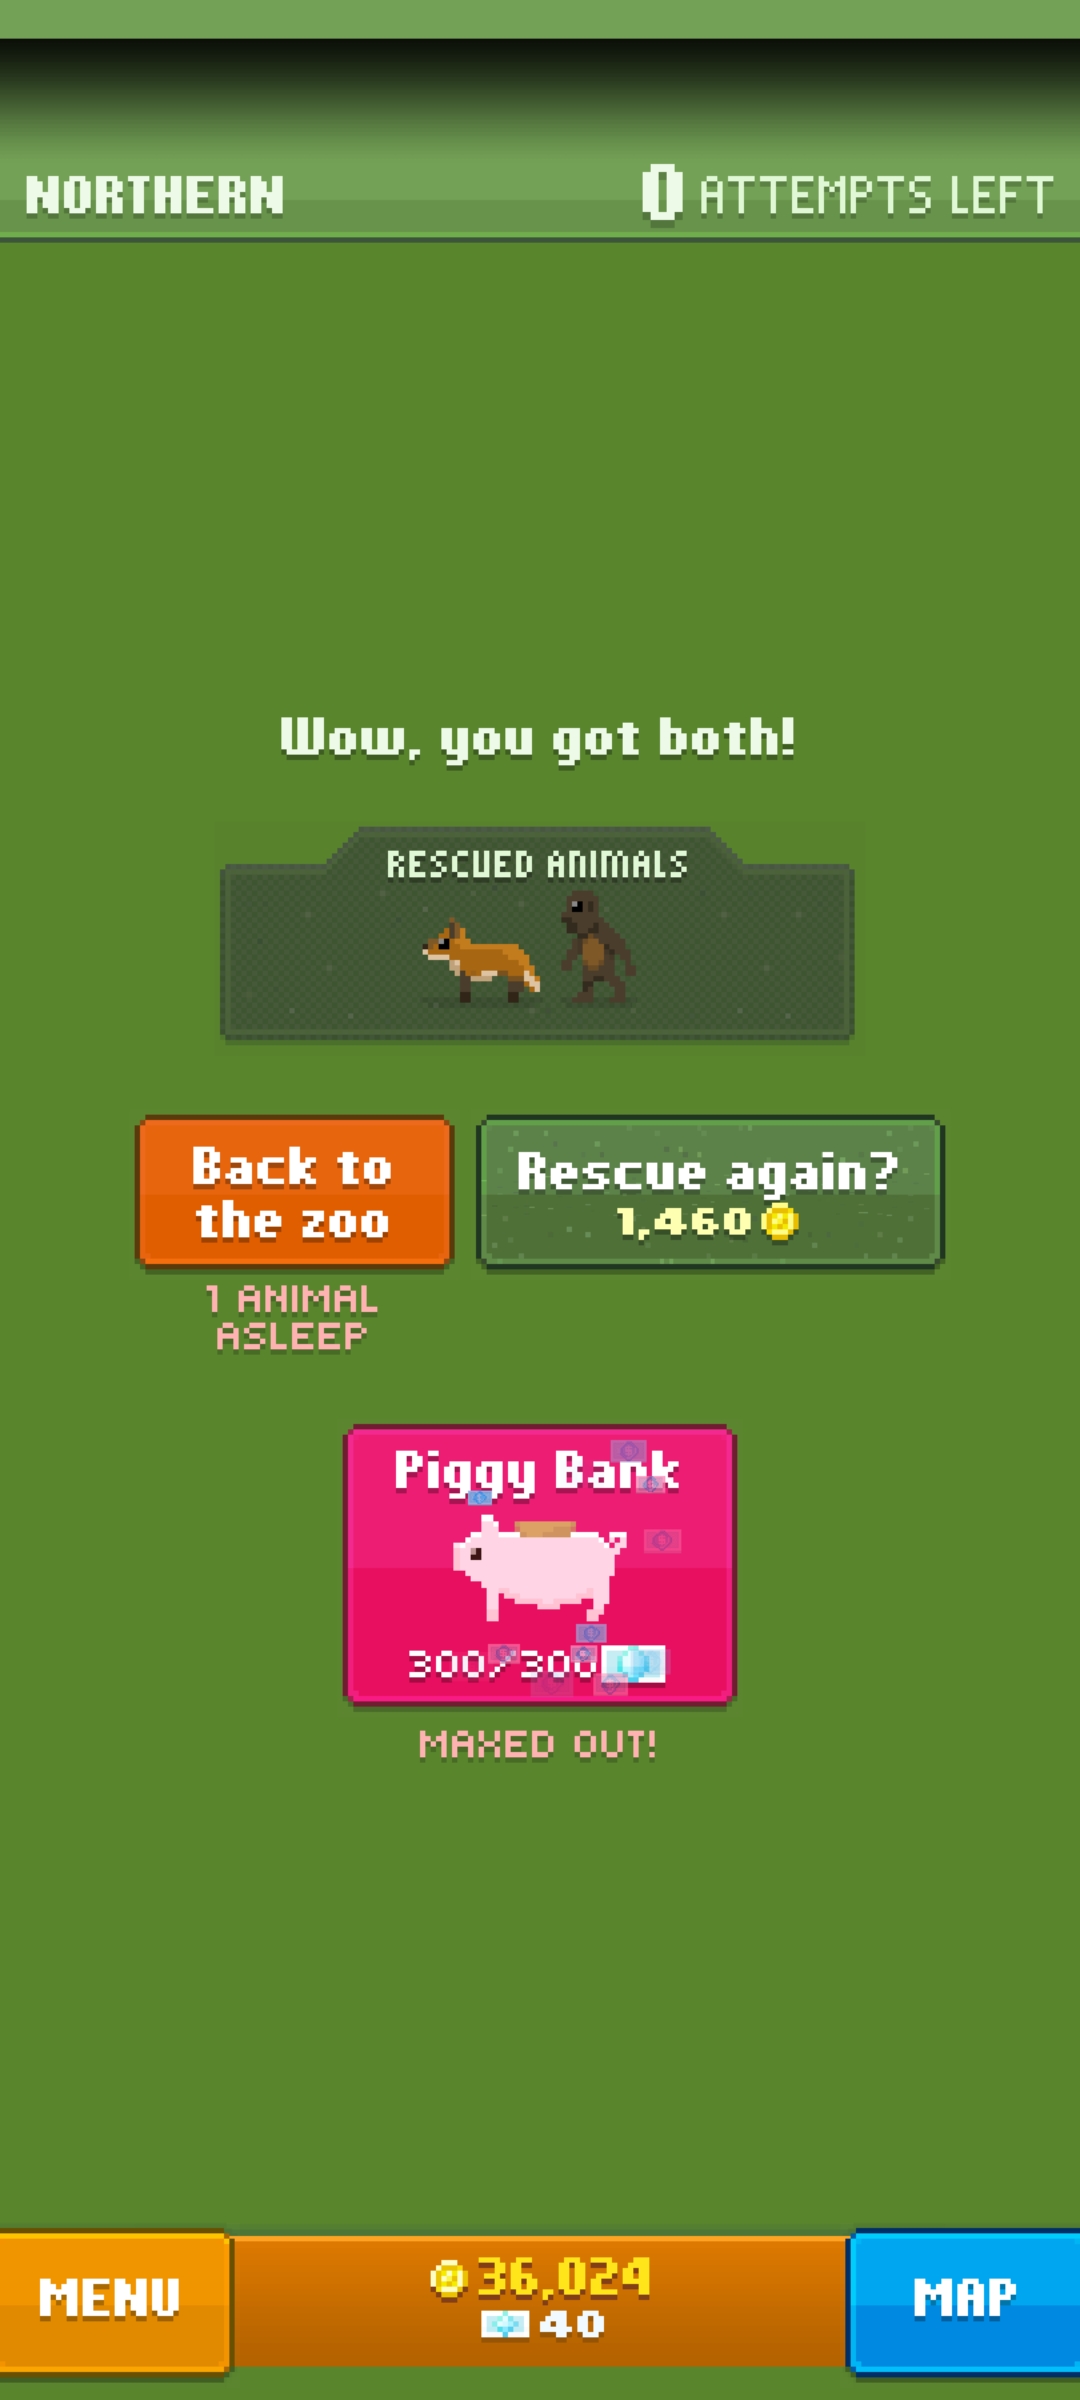 NORTHERN
0 ATTEMPTS LEFT
Wow, you got both!
RESCUED ANIMALS
Back to
the zoo
Rescue again?
1,460
1 ANIMAL
ASLEEP
Piggy Bank
300/300
MAXED OUT!
MENU
36,024
40
MAP